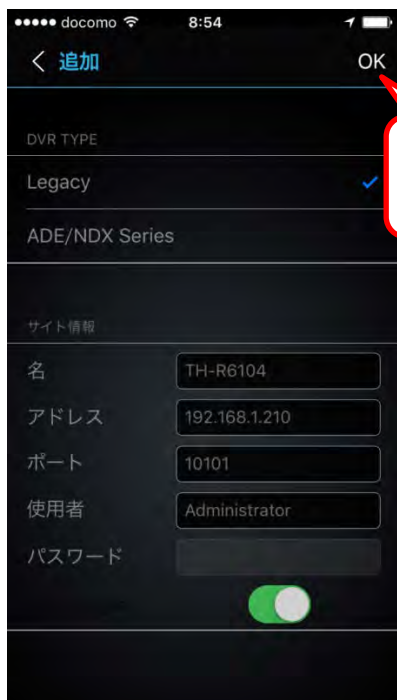 docomo 8:54
追加 OK
DVR TYPE
Legacy
ADE/NDX Series
サイト情報
名 TH-R6104
アドレス 192.168.1.210
ポート 10101
使用者 Administrator
パスワード